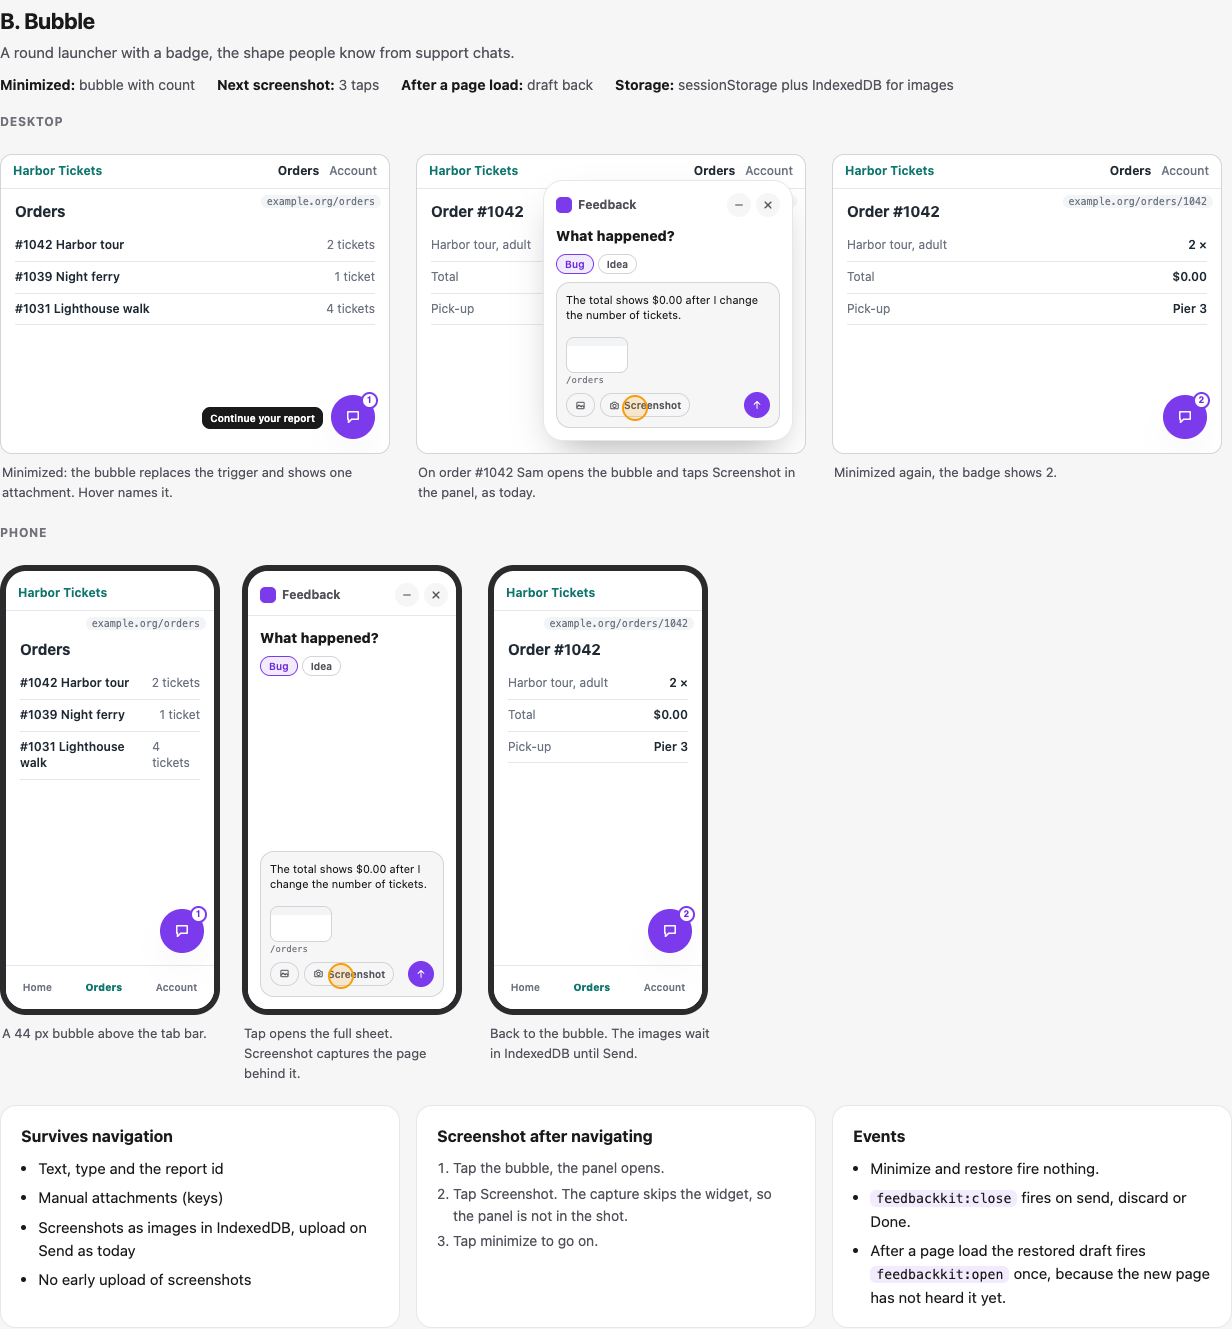 B. Bubble
A round launcher with a badge, the shape people know from support chats.
Minimized: bubble with count Next screenshot: 3 taps After a page load: draft back Storage: sessionStorage plus IndexedDB for images
DESKTOP
Harbor Tickets
Orders Account
example.org/orders
Orders
#1042 Harbor tour 2 tickets
#1039 Night ferry 1 ticket
#1031 Lighthouse walk 4 tickets
Continue your report
1
Minimized: the bubble replaces the trigger and shows one
attachment. Hover names it.
Harbor Tickets
Orders Account
Order #1042
Harbor tour, adult
Total
Pick-up
Feedback
What happened?
Bug Idea
The total shows $0.00 after I change
the number of tickets.
/orders
Screenshot
On order #1042 Sam opens the bubble and taps Screenshot in
the panel, as today.
Harbor Tickets
Orders Account
example.org/orders/1042
Order #1042
Harbor tour, adult 2 ×
Total $0.00
Pick-up Pier 3
2
Minimized again, the badge shows 2.
PHONE
Harbor Tickets
example.org/orders
Orders
#1042 Harbor tour 2 tickets
#1039 Night ferry 1 ticket
#1031 Lighthouse 4
walk tickets
1
Home Orders Account
A 44 px bubble above the tab bar.
Feedback
What happened?
Bug Idea
The total shows $0.00 after I
change the number of tickets.
/orders
Screenshot
Tap opens the full sheet.
Screenshot captures the page
behind it.
Harbor Tickets
example.org/orders/1042
Order #1042
Harbor tour, adult 2 ×
Total $0.00
Pick-up Pier 3
2
Home Orders Account
Back to the bubble. The images wait
in IndexedDB until Send.
Survives navigation
• Text, type and the report id
• Manual attachments (keys)
• Screenshots as images in IndexedDB, upload on
Send as today
• No early upload of screenshots
Screenshot after navigating
1. Tap the bubble, the panel opens.
2. Tap Screenshot. The capture skips the widget, so
the panel is not in the shot.
3. Tap minimize to go on.
Events
• Minimize and restore fire nothing.
• feedbackkit:close fires on send, discard or
Done.
• After a page load the restored draft fires
feedbackkit:open once, because the new page
has not heard it yet.